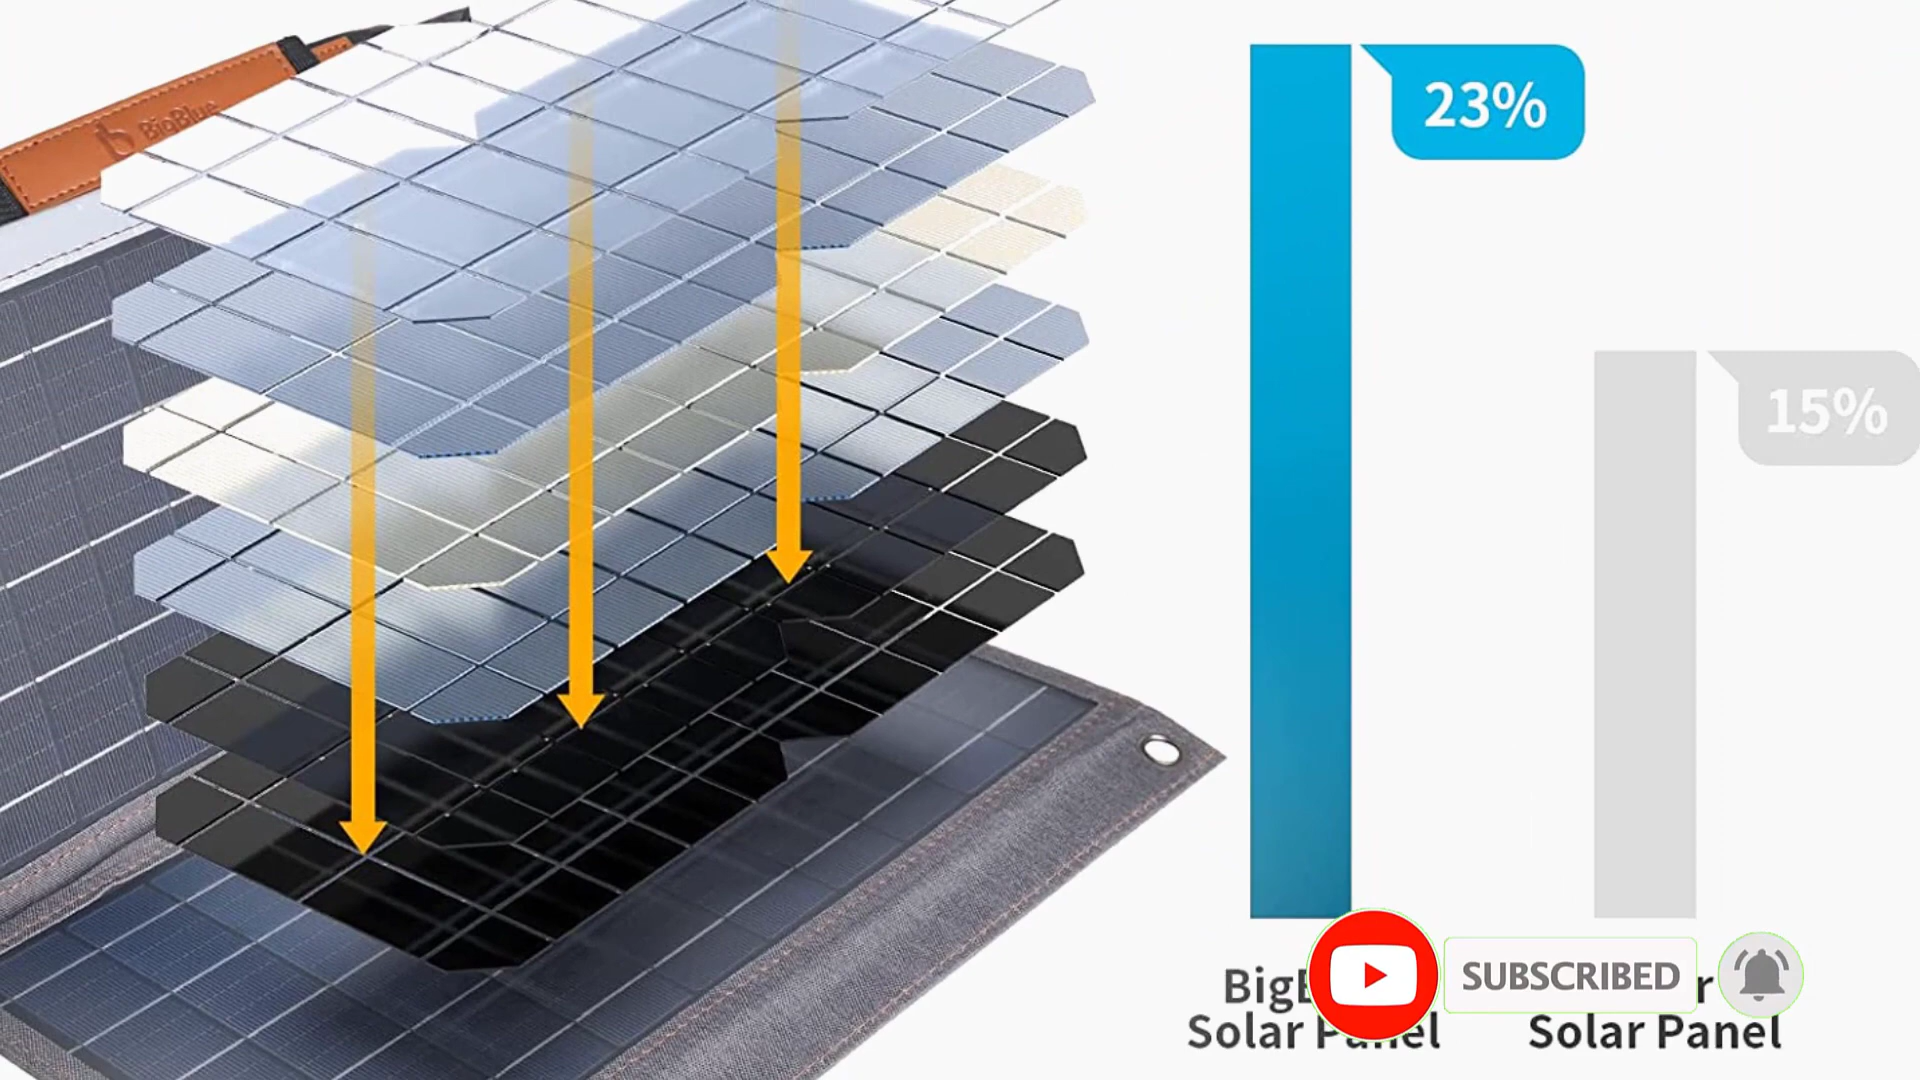 BigBlue
23%
15%
SUBSCRIBED
Solar Panel
Solar Panel